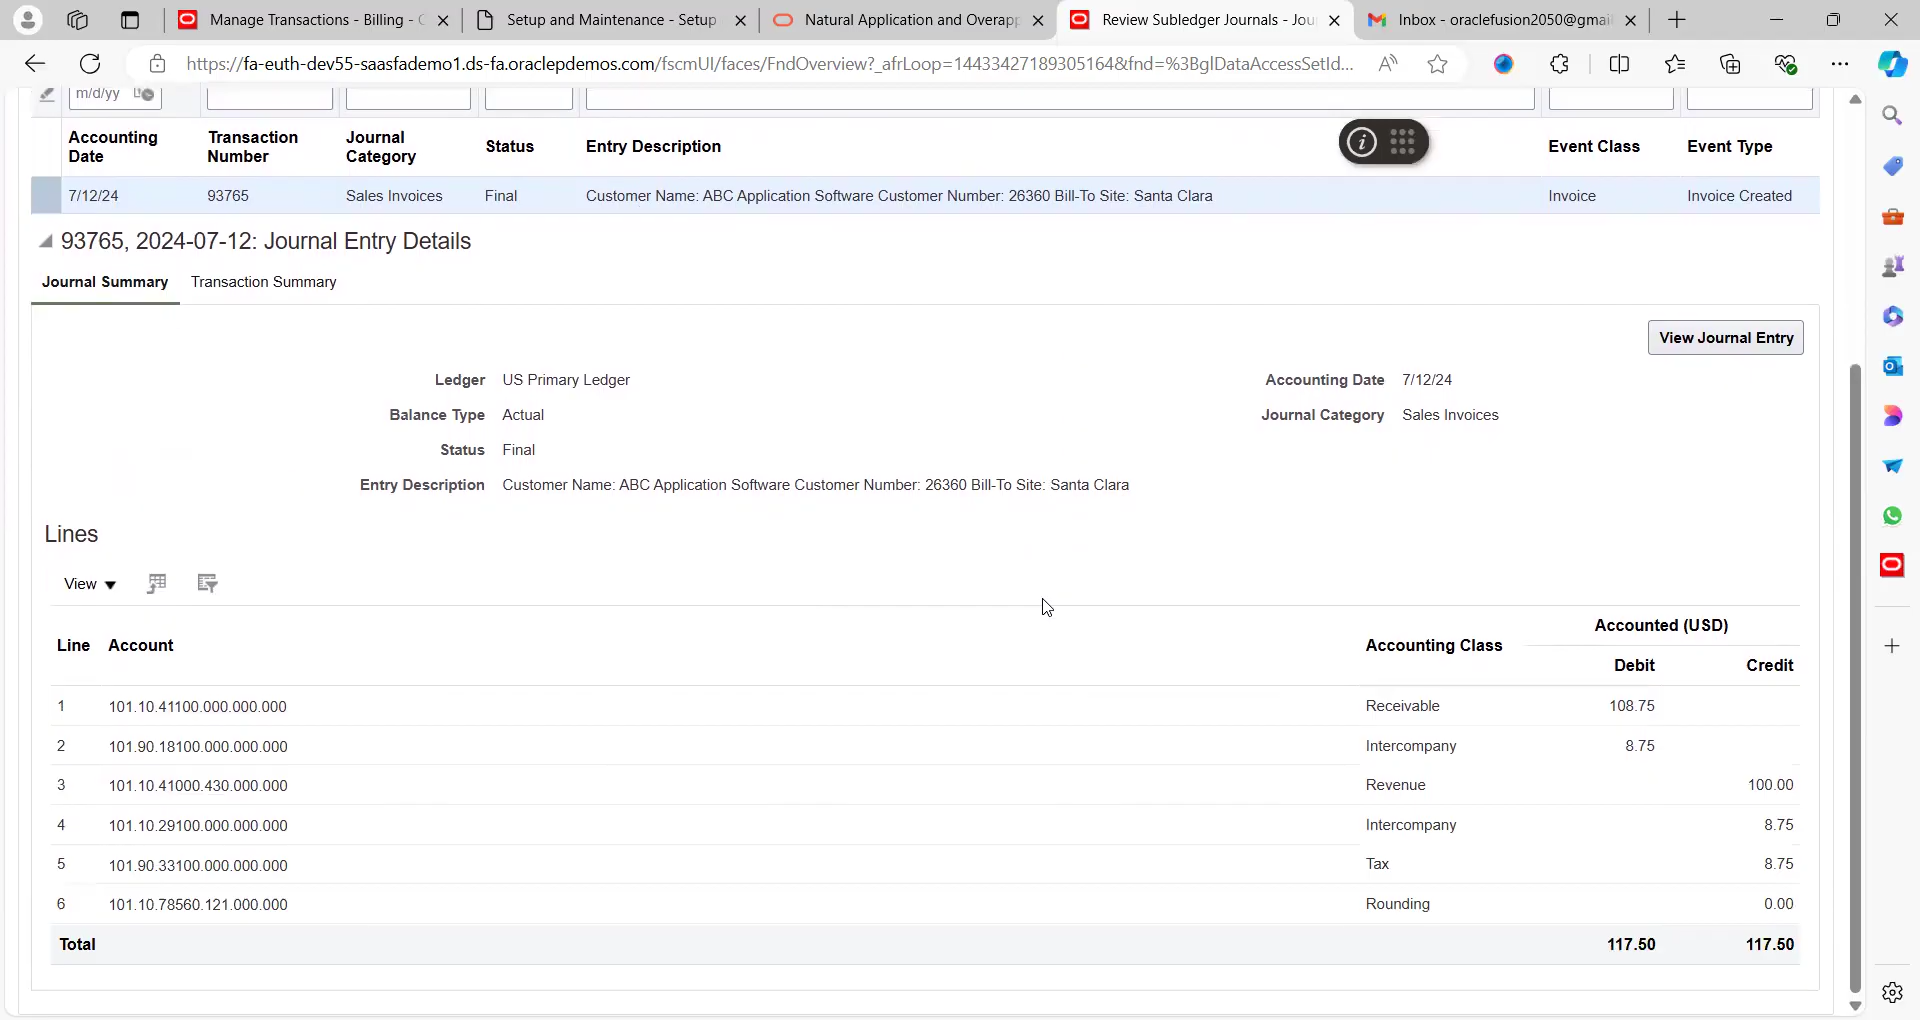 Manage Transactions - Billing - C
Setup and Maintenance - Setup
Natural Application and Overapp
Review Subledger Journals - Jou
Inbox - oraclefusion2050@gmai
https://fa-euth-dev55-saasfademo1.ds-fa.oraclepdemos.com/fscmUI/faces/FndOverview?_afrLoop=14433427189305164&fnd=%3BglDataAccessSetId...
m/d/yy
Accounting Date
Transaction Number
Journal Category
Status
Entry Description
Event Class
Event Type
7/12/24 93765 Sales Invoices Final Customer Name: ABC Application Software Customer Number: 26360 Bill-To Site: Santa Clara Invoice Invoice Created
93765, 2024-07-12: Journal Entry Details
Journal Summary Transaction Summary
View Journal Entry
Ledger US Primary Ledger Accounting Date 7/12/24
Balance Type Actual Journal Category Sales Invoices
Status Final
Entry Description Customer Name: ABC Application Software Customer Number: 26360 Bill-To Site: Santa Clara
Lines
View
Accounted (USD)
Line Account Accounting Class
Debit Credit
1 101.10.41100.000.000.000 Receivable 108.75
2 101.90.18100.000.000.000 Intercompany 8.75
3 101.10.41000.430.000.000 Revenue 100.00
4 101.10.29100.000.000.000 Intercompany 8.75
5 101.90.33100.000.000.000 Tax 8.75
6 101.10.78560.121.000.000 Rounding 0.00
Total 117.50 117.50